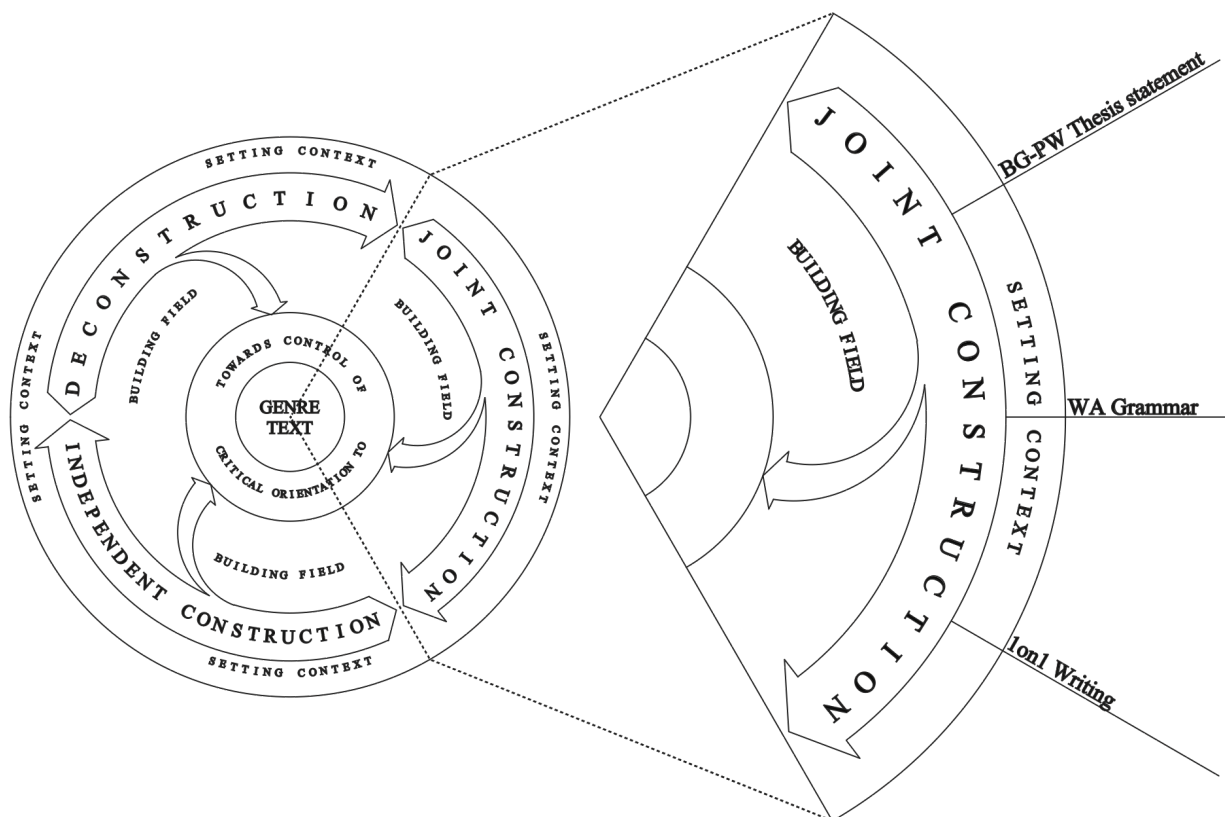 SETTING CONTEXT
DECONSTRUCTION
BUILDING FIELD
SETTING CONTEXT
JOINT CONSTRUCTION
BUILDING FIELD
SETTING CONTEXT
TOWARDS CONTROL OF
GENRE
TEXT
CRITICAL ORIENTATION TO
SETTING CONTEXT
INDEPENDENT CONSTRUCTION
BUILDING FIELD
SETTING CONTEXT
JOINT CONSTRUCTION
BUILDING FIELD
SETTING CONTEXT
BG-PW Thesis statement
WA Grammar
1on1 Writing